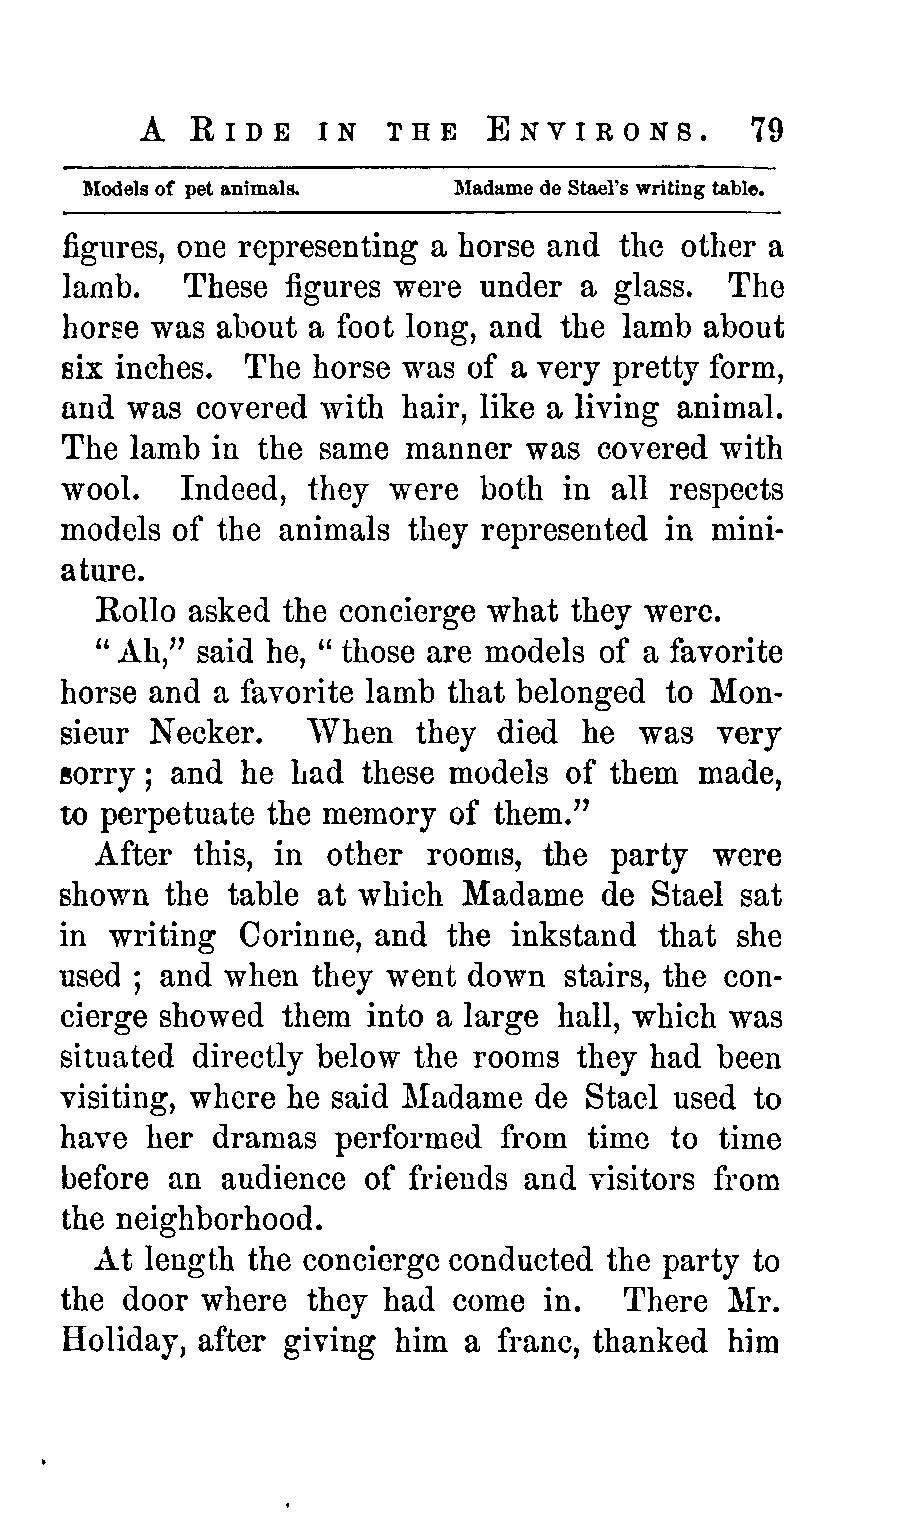 A RIDE IN THE ENVIRONS. 79
Models of pet animals. Madame de Stael's writing table.
figures, one representing a horse and the other a
lamb. These figures were under a glass. The
horse was about a foot long, and the lamb about
six inches. The horse was of a very pretty form,
and was covered with hair, like a living animal.
The lamb in the same manner was covered with
wool. Indeed, they were both in all respects
models of the animals they represented in mini-
ature.
Rollo asked the concierge what they were.
“ Ah,” said he, “ those are models of a favorite
horse and a favorite lamb that belonged to Mon-
sieur Necker. When they died he was very
sorry ; and he had these models of them made,
to perpetuate the memory of them.”
After this, in other rooms, the party were
shown the table at which Madame de Stael sat
in writing Corinne, and the inkstand that she
used ; and when they went down stairs, the con-
cierge showed them into a large hall, which was
situated directly below the rooms they had been
visiting, where he said Madame de Stael used to
have her dramas performed from time to time
before an audience of friends and visitors from
the neighborhood.
At length the concierge conducted the party to
the door where they had come in. There Mr.
Holiday, after giving him a franc, thanked him